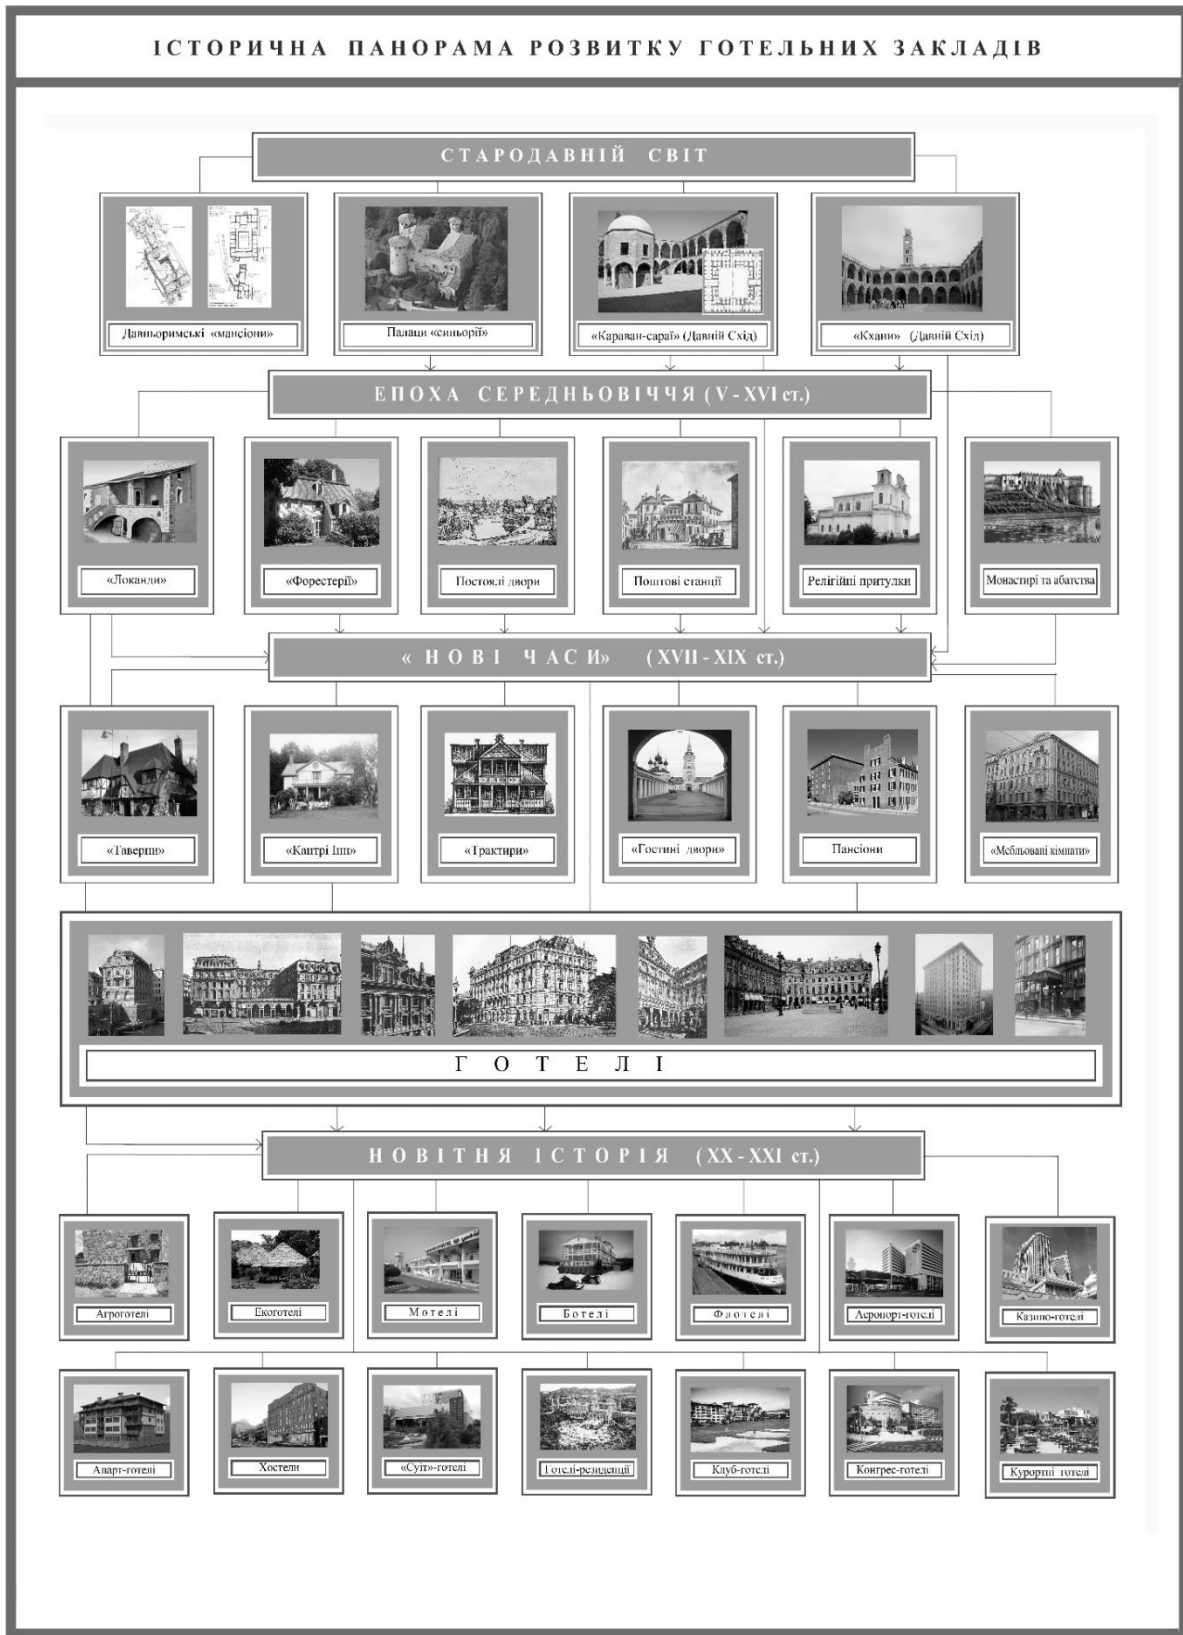 ІСТОРИЧНА ПАНОРАМА РОЗВИТКУ ГОТЕЛЬНИХ ЗАКЛАДІВ
СТАРОДАВНІЙ СВІТ
Давньоримські «мансіони»
Палаци «синьорії»
«Караван-сараї» (Давній Схід)
«Кхани» (Давній Схід)
ЕПОХА СЕРЕДНЬОВІЧЧЯ (V - XVI ст.)
«Локанди»
«Форестерії»
Постоялі двори
Поштові станції
Релігійні притулки
Монастирі та абатства
« НОВІ ЧАСИ» (XVII - XIX ст.)
«Таверни»
«Кантрі Інн»
«Трактири»
«Гостині двори»
Пансіони
«Мебльовані кімнати»
ГОТЕЛІ
НОВІТНЯ ІСТОРІЯ (XX - XXI ст.)
Агроготелі
Екоготелі
Мотелі
Ботелі
Флотелі
Аеропорт-готелі
Казино-готелі
Апарт-готелі
Хостели
«Суїт»-готелі
Готелі-резиденції
Клуб-готелі
Конгрес-готелі
Курортні готелі